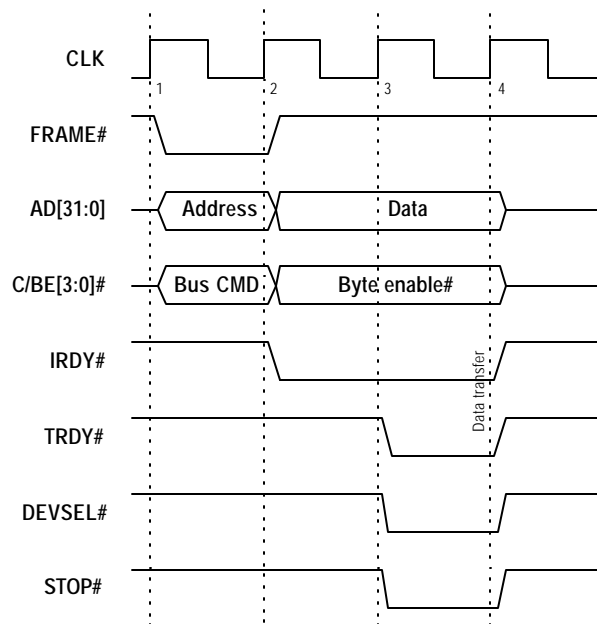 CLK
1 2 3 4
FRAME#
AD[31:0] Address Data
C/BE[3:0]# Bus CMD Byte enable#
IRDY#
Data transfer
TRDY#
DEVSEL#
STOP#